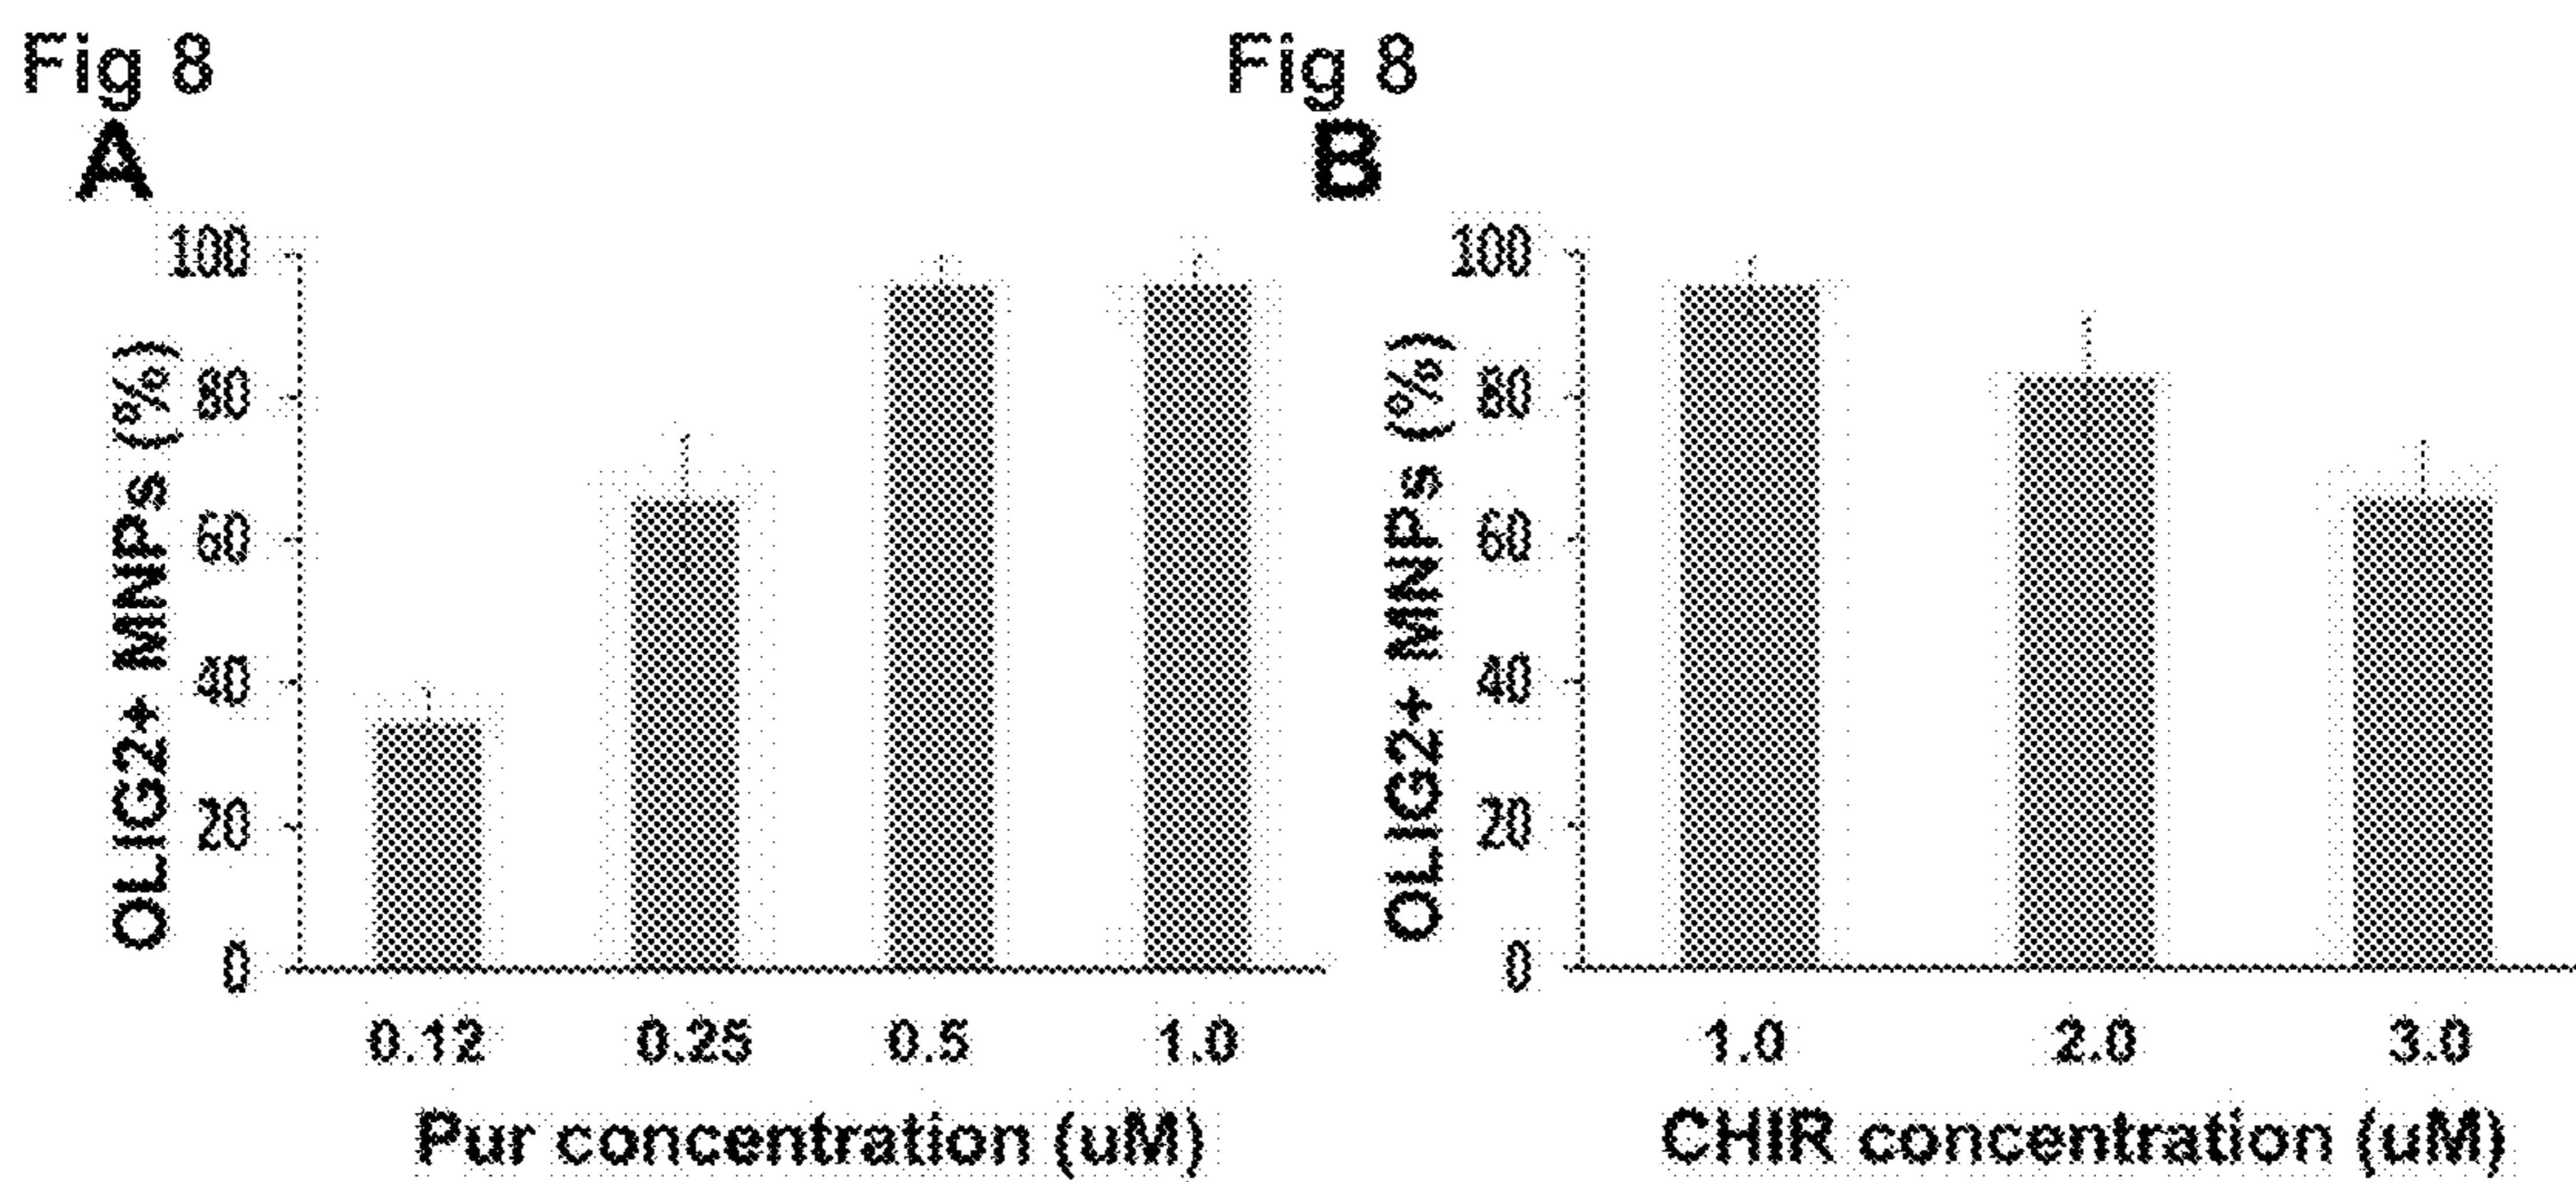 Fig 8
A
OLIG2+ MNPs (%)
100
80
60
40
20
0
0.12 0.25 0.5 1.0
Pur concentration (uM)
Fig 8
B
OLIG2+ MNPs (%)
100
80
60
40
20
0
1.0 2.0 3.0
CHIR concentration (uM)